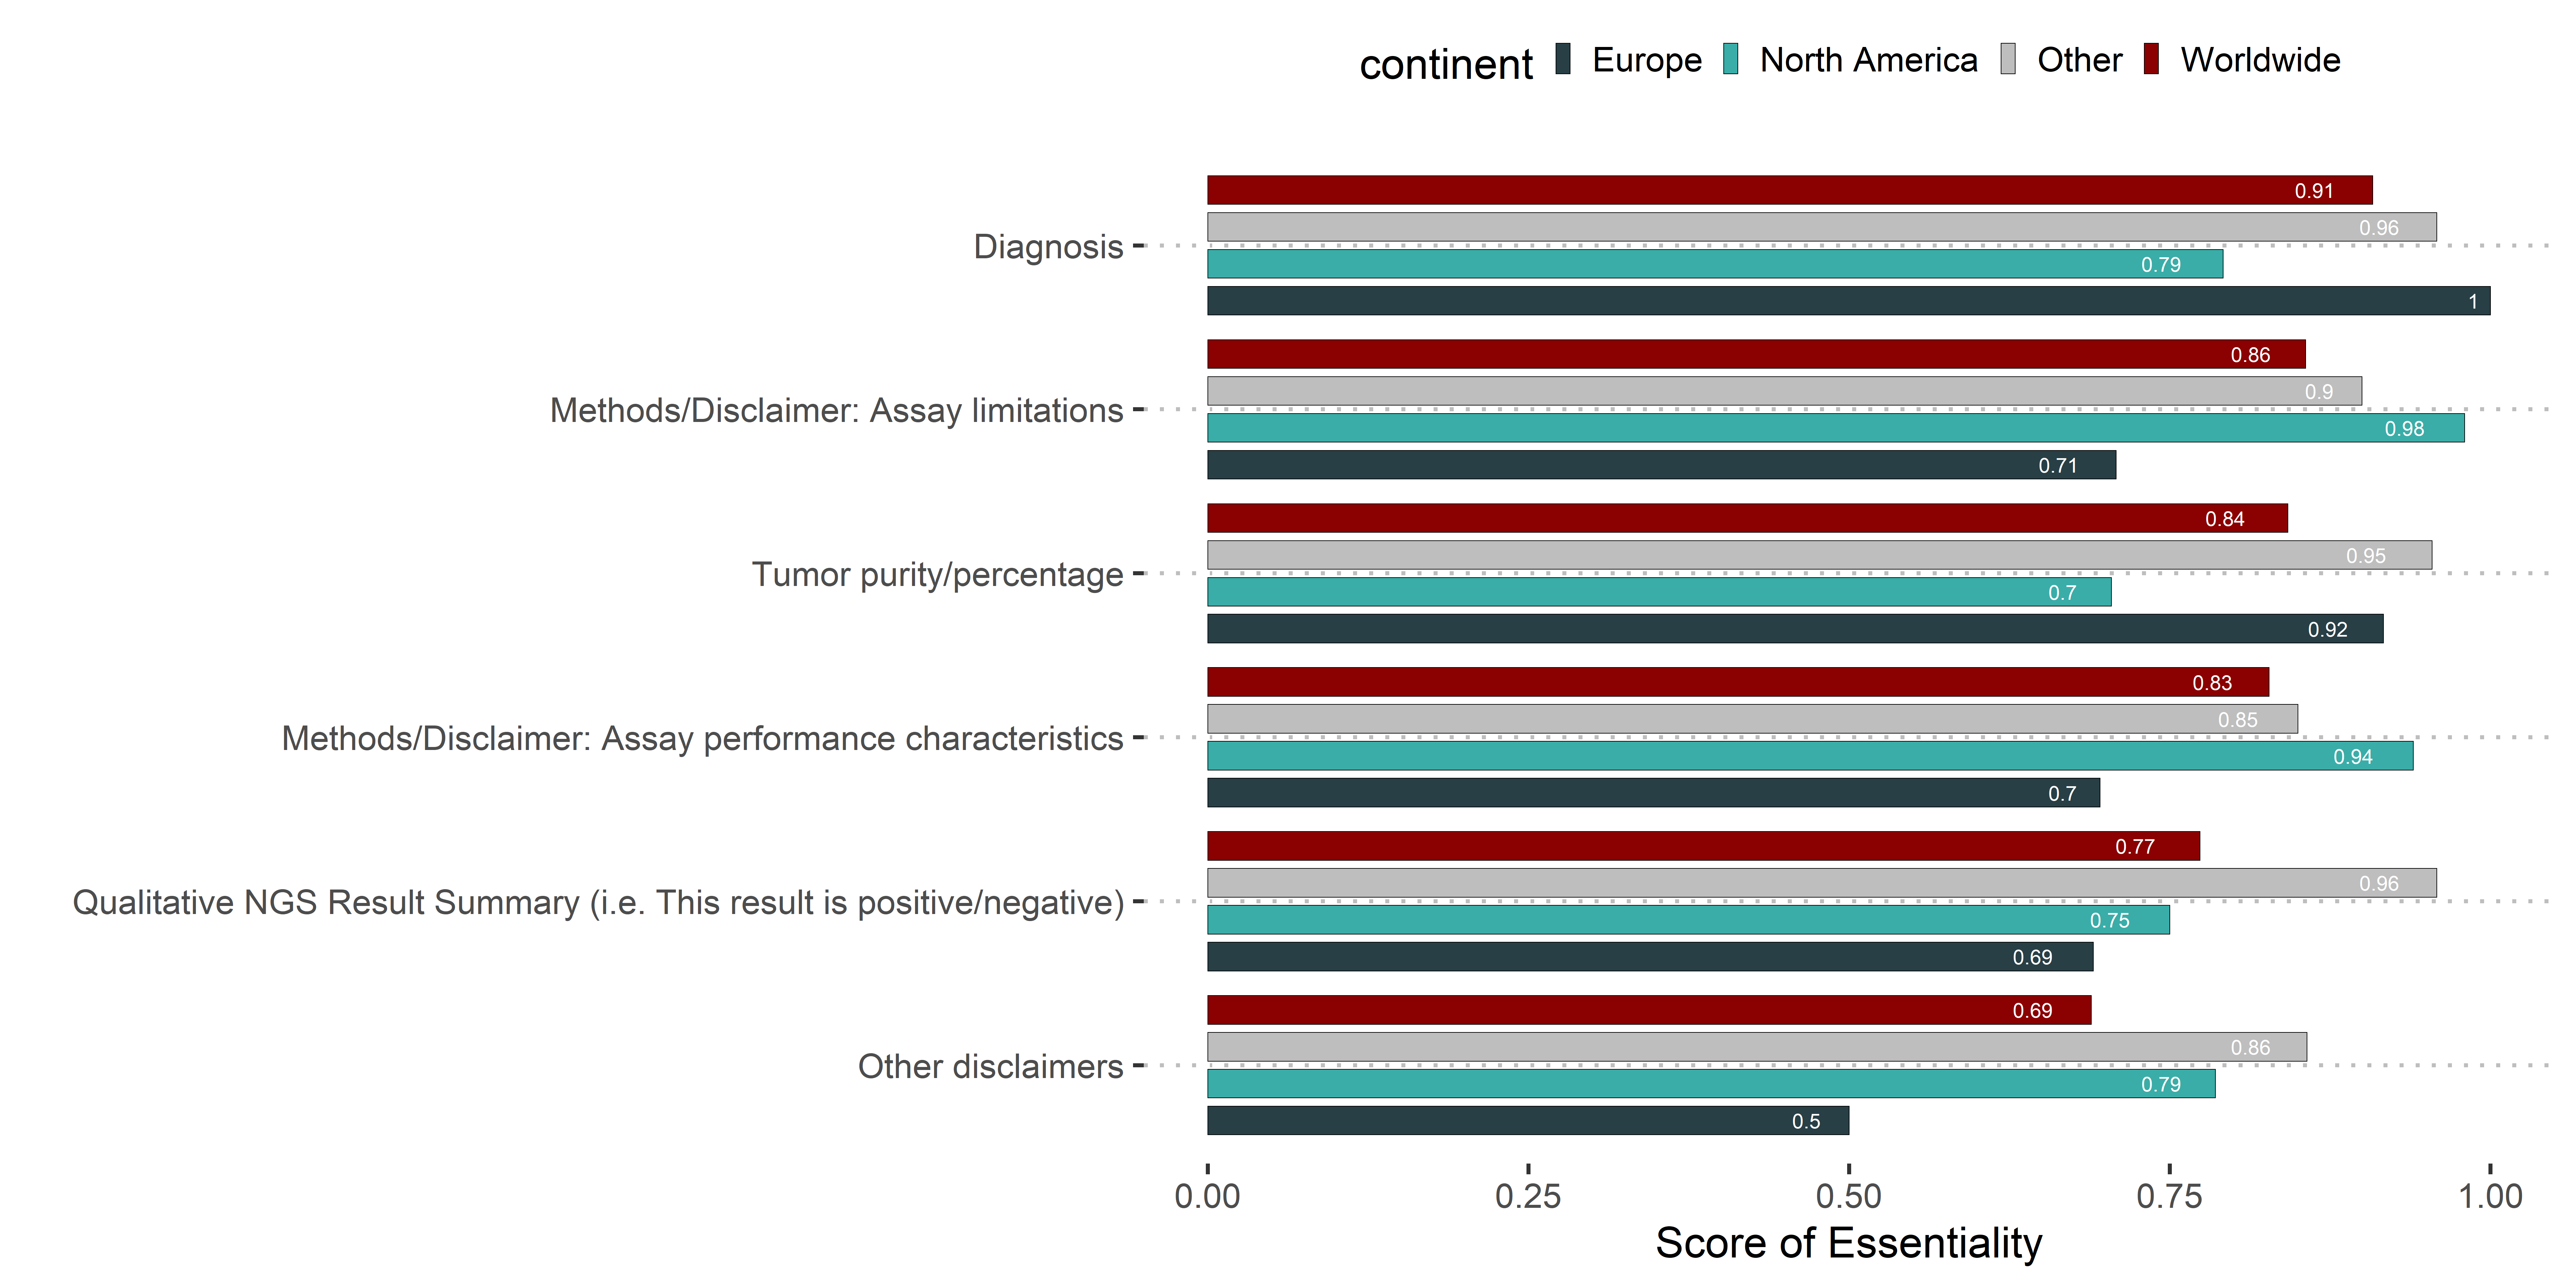 continent Europe North America Other Worldwide
0.91
0.96
Diagnosis
0.79
1
0.86
0.9
Methods/Disclaimer: Assay limitations
0.98
0.71
0.84
0.95
Tumor purity/percentage
0.7
0.92
0.83
0.85
Methods/Disclaimer: Assay performance characteristics
0.94
0.7
0.77
0.96
Qualitative NGS Result Summary (i.e. This result is positive/negative)
0.75
0.69
0.69
0.86
Other disclaimers
0.79
0.5
0.00 0.25 0.50 0.75 1.00
Score of Essentiality